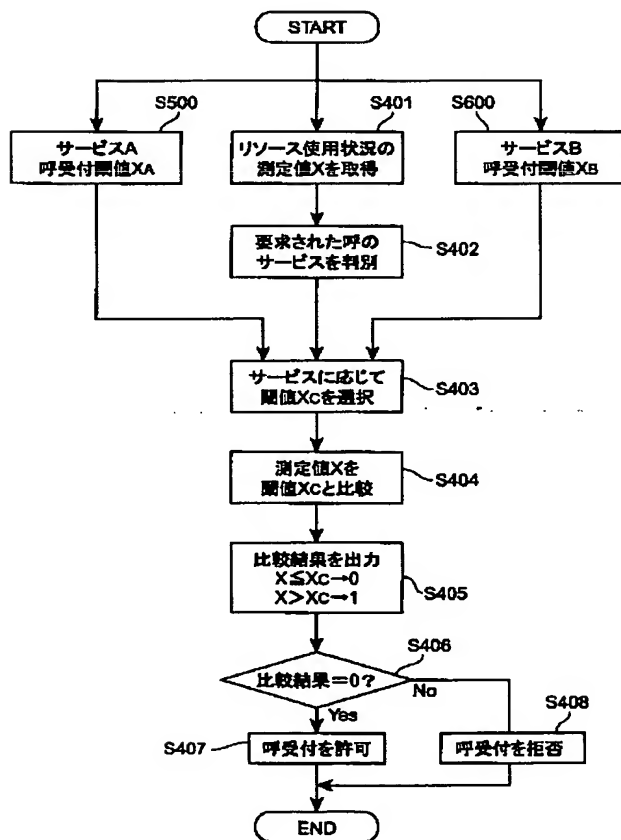 START
S500
サービスA
呼受付閾値XA
S401
リソース使用状況の
測定値Xを取得
S600
サービスB
呼受付閾値XB
要求された呼の
サービスを判別
S402
サービスに応じて
閾値XCを選択
S403
測定値Xを
閾値XCと比較
S404
比較結果を出力
X≦XC→0
X>XC→1
S405
S406
比較結果=0?
No
Yes
S407
呼受付を許可
S408
呼受付を拒否
END